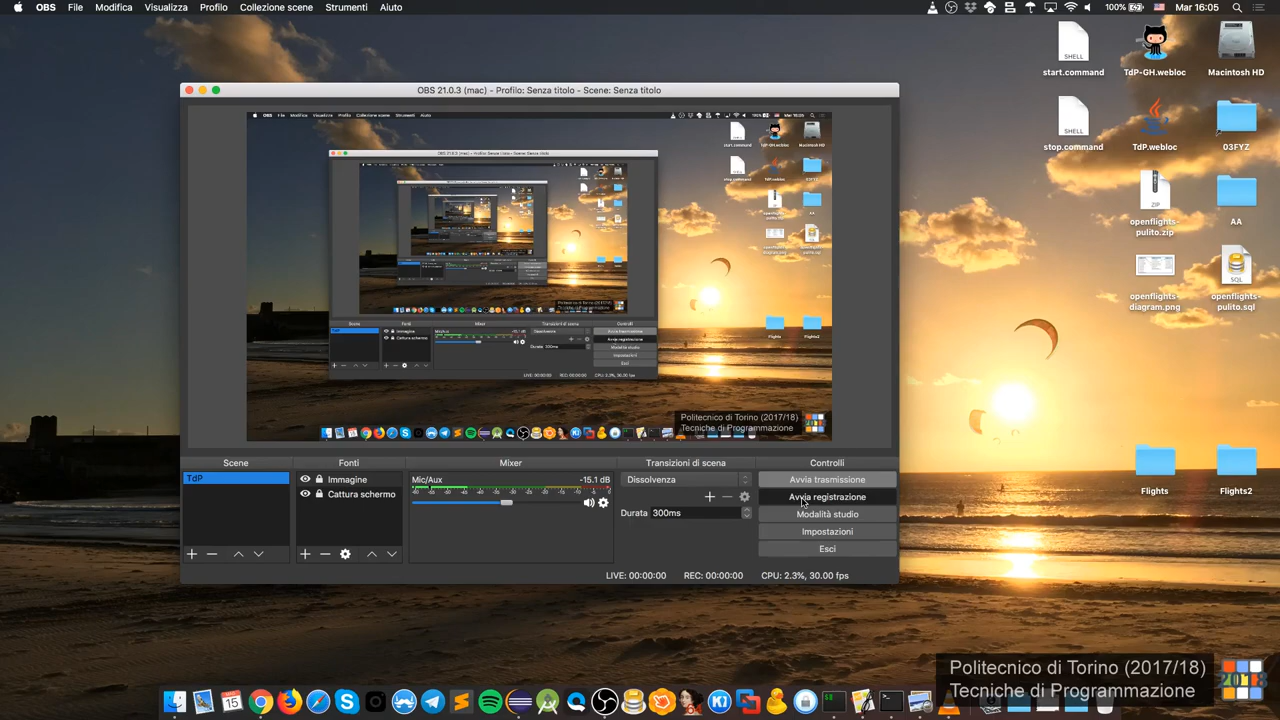 OBS File Modifica Visualizza Profilo Collezione scene Strumenti Aiuto
100% Mar 16:05
start.command TdP-GH.webloc Macintosh HD
SHELL
SHELL
stop.command TdP.webloc 03FYZ
ZIP
openflights-pulito.zip AA
SQL
openflights-diagram.png openflights-pulito.sql
Flights Flights2
OBS 21.0.3 (mac) - Profilo: Senza titolo - Scene: Senza titolo
Politecnico di Torino (2017/18)
Tecniche di Programmazione
Scene Fonti Mixer Transizioni di scena Controlli
TdP
Immagine
Cattura schermo
Mic/Aux -15.1 dB
Dissolvenza
Durata 300ms
Avvia trasmissione
Avvia registrazione
Modalità studio
Impostazioni
Esci
LIVE: 00:00:00 REC: 00:00:00 CPU: 2.3%, 30.00 fps
Politecnico di Torino (2017/18)
Tecniche di Programmazione
2018